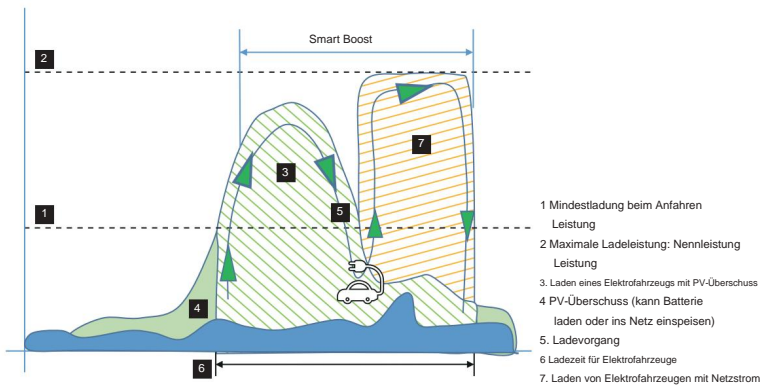 Smart Boost
2
7
3
1
5
4
6
1 Mindestladung beim Anfahren
Leistung
2 Maximale Ladeleistung: Nennleistung
Leistung
3. Laden eines Elektrofahrzeugs mit PV-Überschuss
4 PV-Überschuss (kann Batterie
laden oder ins Netz einspeisen)
5. Ladevorgang
6 Ladezeit für Elektrofahrzeuge
7. Laden von Elektrofahrzeugen mit Netzstrom